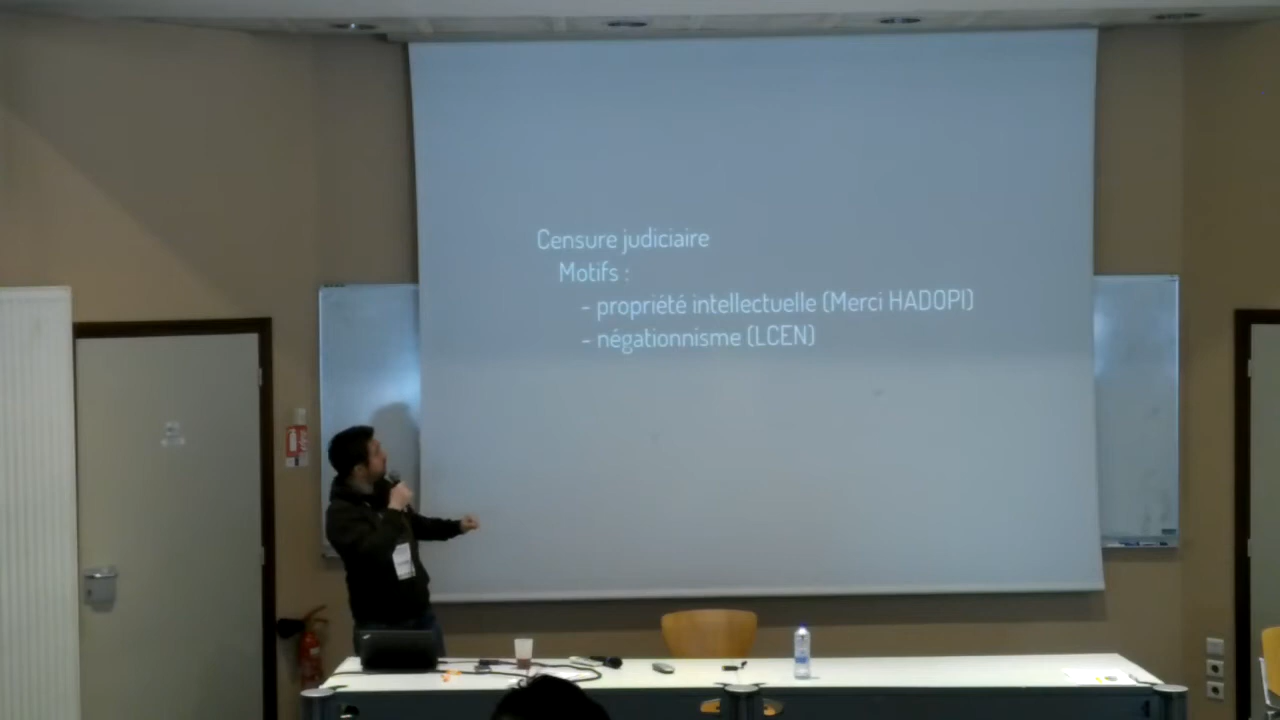 Censure judiciaire
Motifs :
- propriété intellectuelle (Merci HADOPI)
- négationnisme (LCEN)